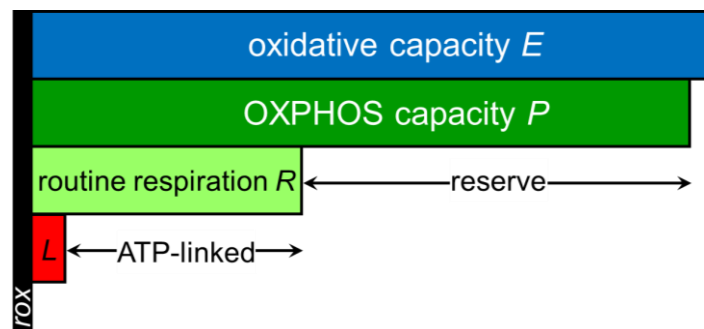 oxidative capacity E
OXPHOS capacity P
routine respiration R
reserve
L
ATP-linked
rox